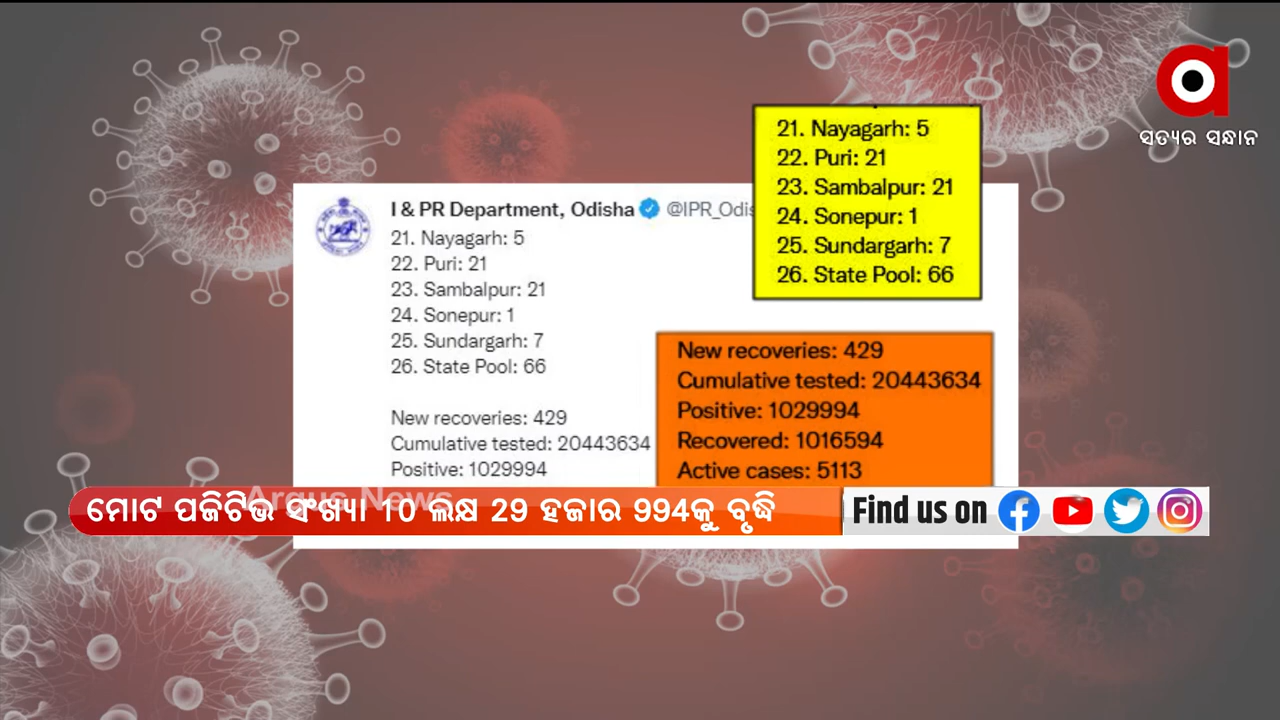 ସତ୍ୟର ସନ୍ଧାନ
21. Nayagarh: 5
22. Puri: 21
23. Sambalpur: 21
24. Sonepur: 1
25. Sundargarh: 7
26. State Pool: 66
I & PR Department, Odisha @IPR_Odis
21. Nayagarh: 5
22. Puri: 21
23. Sambalpur: 21
24. Sonepur: 1
25. Sundargarh: 7
26. State Pool: 66
New recoveries: 429
Cumulative tested: 20443634
Positive: 1029994
New recoveries: 429
Cumulative tested: 20443634
Positive: 1029994
Recovered: 1016594
Active cases: 5113
Argus News
ମୋଟ ପଜିଟିଭ ସଂଖ୍ୟା 10 ଲକ୍ଷ 29 ହଜାର 994କୁ ବୃଦ୍ଧି
Find us on